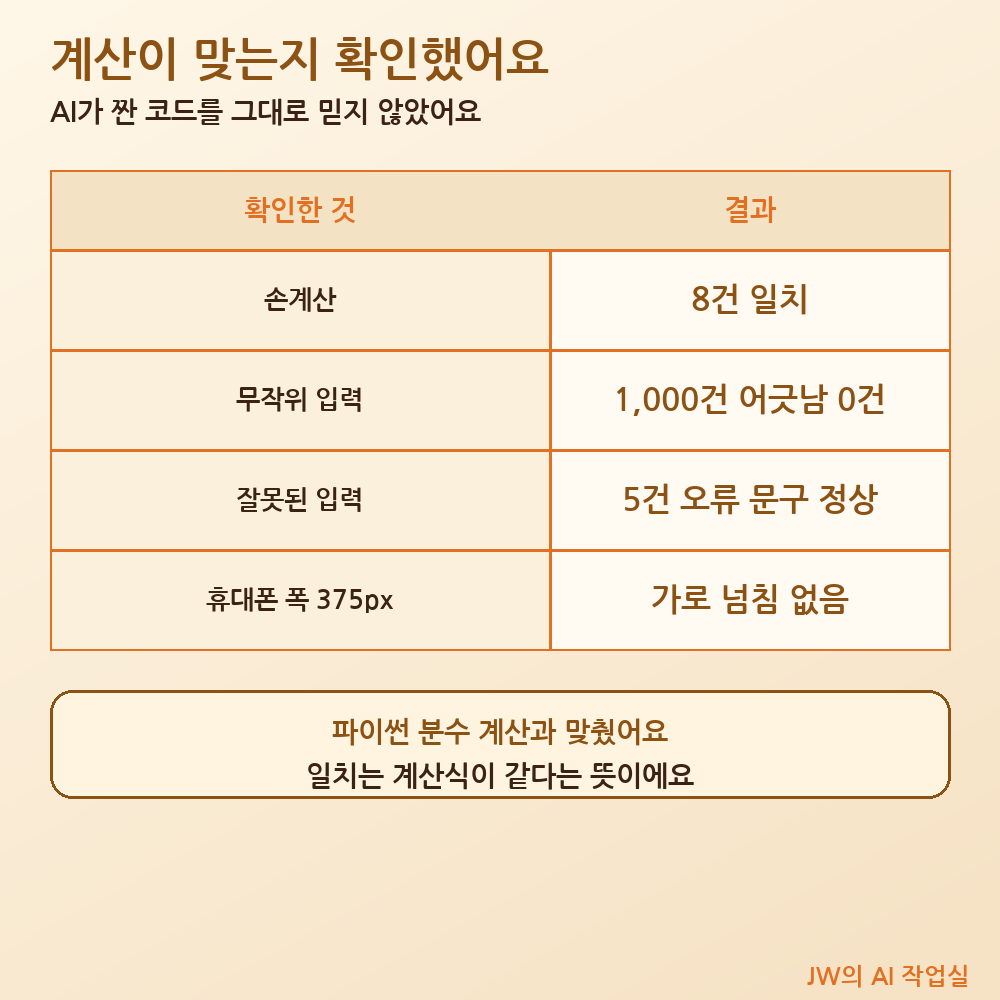 계산이 맞는지 확인했어요
AI가 짠 코드를 그대로 믿지 않았어요
확인한 것 결과
손계산 8건 일치
무작위 입력 1,000건 어긋남 0건
잘못된 입력 5건 오류 문구 정상
휴대폰 폭 375px 가로 넘침 없음
파이썬 분수 계산과 맞췄어요
일치는 계산식이 같다는 뜻이에요
JW의 AI 작업실